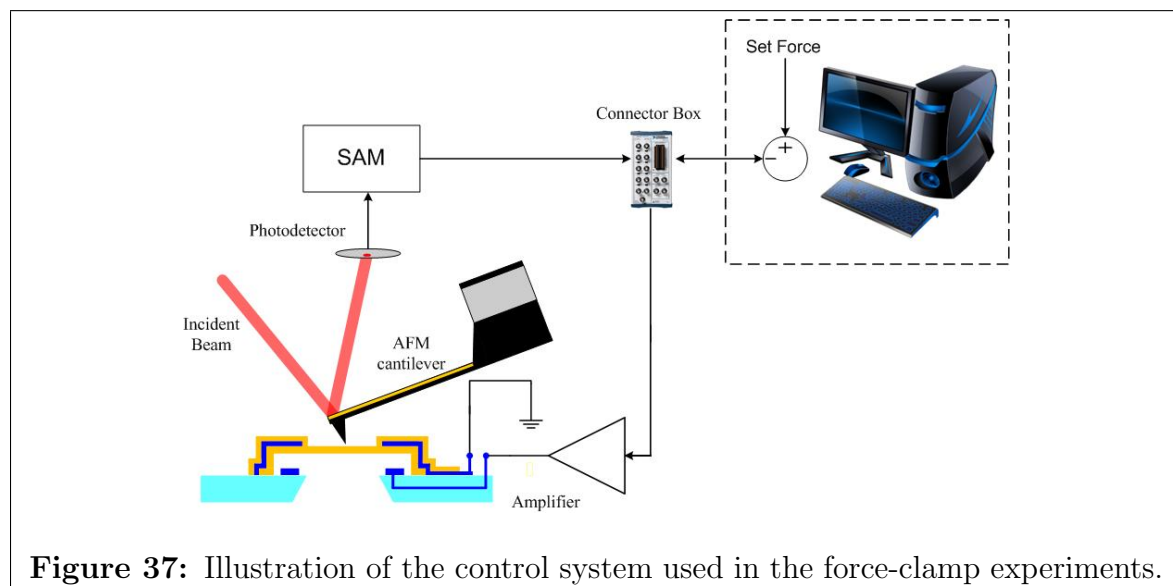 Set Force
Connector Box
+
−
SAM
Photodetector
Incident
Beam
AFM
cantilever
Amplifier
Figure 37: Illustration of the control system used in the force-clamp experiments.